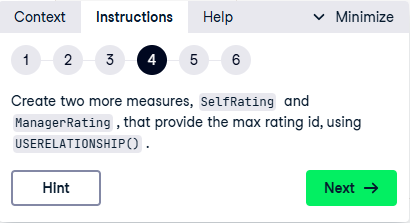 Context Instructions Help Minimize
1 2 3 4 5 6
Create two more measures, SelfRating and
ManagerRating, that provide the max rating id, using
USERELATIONSHIP().
Hint Next →